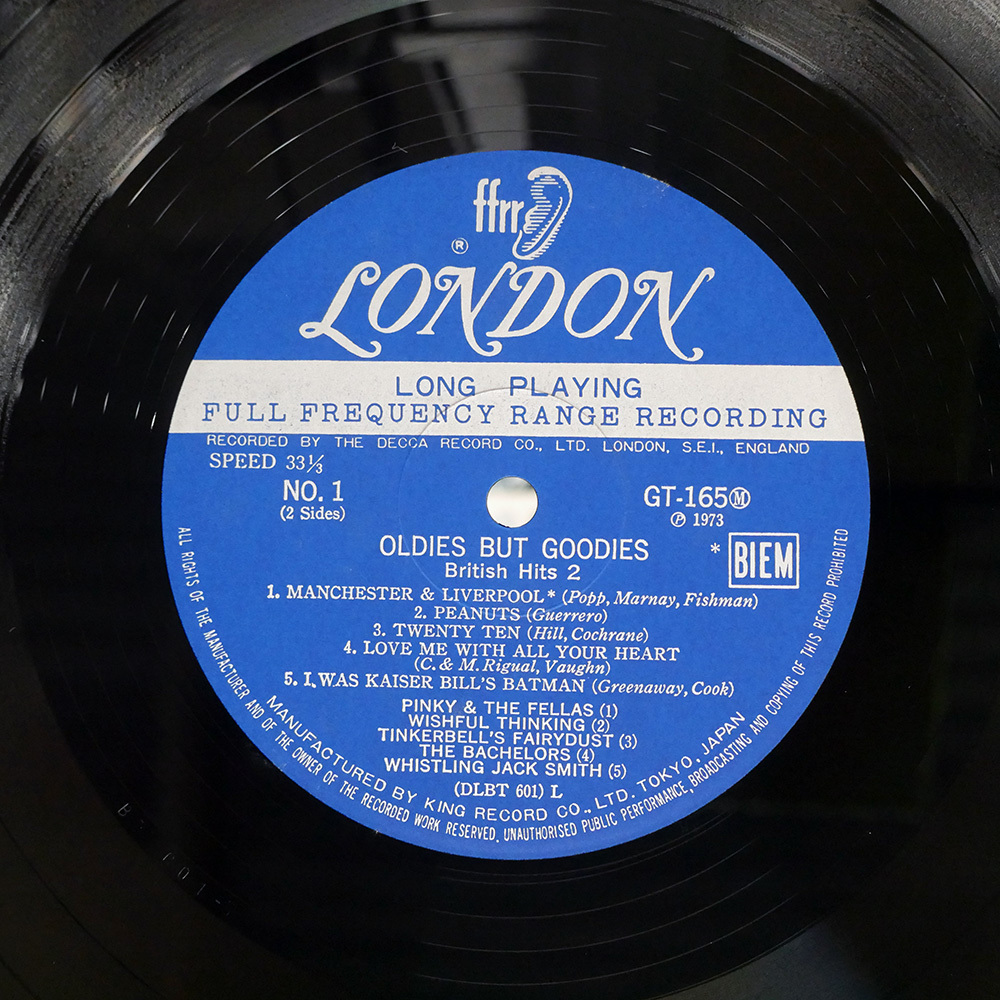 ffrr
®
LONDON
LONG PLAYING
FULL FREQUENCY RANGE RECORDING
RECORDED BY THE DECCA RECORD CO., LTD. LONDON, S.E.I., ENGLAND
SPEED 33⅓
NO. 1
(2 Sides)
GT-165Ⓜ
Ⓟ 1973
* BIEM
OLDIES BUT GOODIES
British Hits 2
1. MANCHESTER & LIVERPOOL* (Popp, Marnay, Fishman)
2. PEANUTS (Guerrero)
3. TWENTY TEN (Hill, Cochrane)
4. LOVE ME WITH ALL YOUR HEART
(C. & M. Rigual, Vaughn)
5. I, WAS KAISER BILL'S BATMAN (Greenaway, Cook)
PINKY & THE FELLAS (1)
WISHFUL THINKING (2)
TINKERBELL'S FAIRYDUST (3)
THE BACHELORS (4)
WHISTLING JACK SMITH (5)
(DLBT 601) L
MANUFACTURED BY KING RECORD CO., LTD. TOKYO, JAPAN
ALL RIGHTS OF THE MANUFACTURER AND OF THE OWNER OF THE RECORDED WORK RESERVED. UNAUTHORISED PUBLIC PERFORMANCE, BROADCASTING AND COPYING OF THIS RECORD PROHIBITED